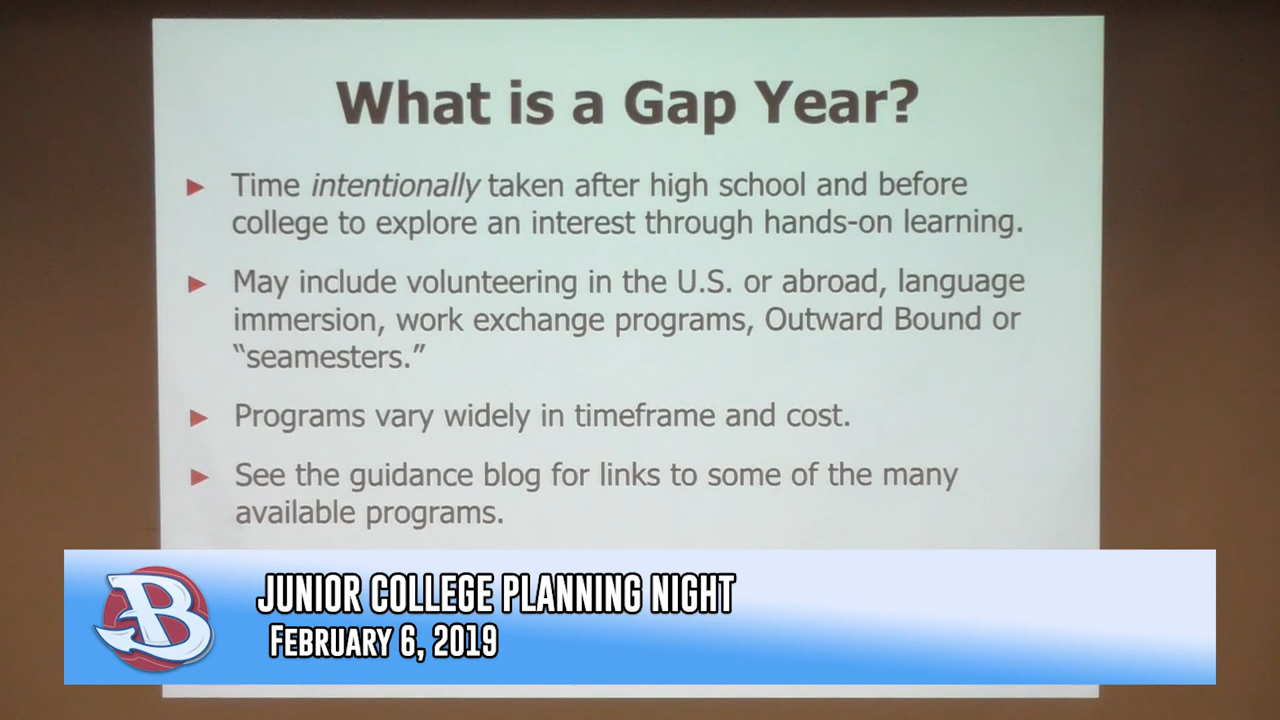 What is a Gap Year?
Time intentionally taken after high school and before
college to explore an interest through hands-on learning.
May include volunteering in the U.S. or abroad, language
immersion, work exchange programs, Outward Bound or
“seamesters.”
Programs vary widely in timeframe and cost.
See the guidance blog for links to some of the many
available programs.
B
JUNIOR COLLEGE PLANNING NIGHT
FEBRUARY 6, 2019